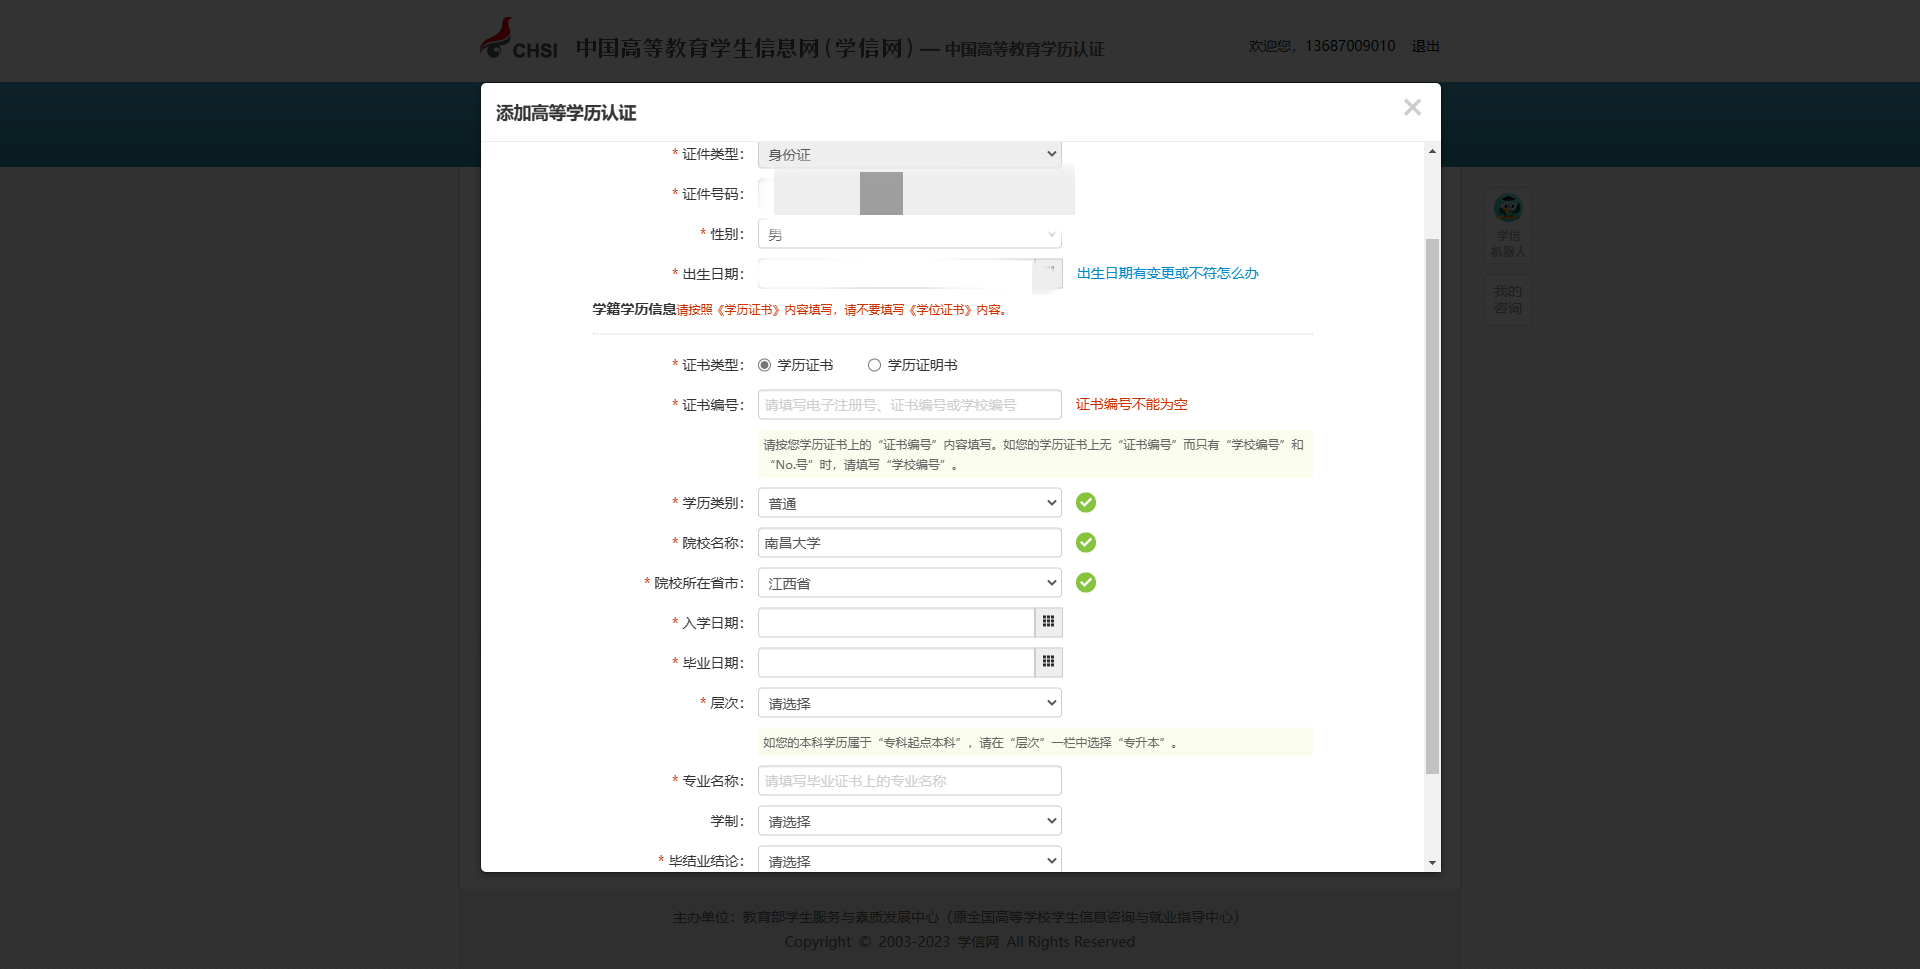 CHSI 中国高等教育学生信息网(学信网) — 中国高等教育学历认证
欢迎您，13687009010 退出
添加高等学历认证
* 证件类型： 身份证
* 证件号码：
* 性别： 男
* 出生日期： 出生日期有变更或不符怎么办
学籍学历信息请按照《学历证书》内容填写，请不要填写《学位证书》内容。
* 证书类型： 学历证书 学历证明书
* 证书编号： 请填写电子注册号、证书编号或学校编号 证书编号不能为空
请按您学历证书上的“证书编号”内容填写。如您的学历证书上无“证书编号”而只有“学校编号”和
“No.号”时，请填写“学校编号”。
* 学历类别： 普通
* 院校名称： 南昌大学
* 院校所在省市： 江西省
* 入学日期：
* 毕业日期：
* 层次： 请选择
如您的本科学历属于“专科起点本科”，请在“层次”一栏中选择“专升本”。
* 专业名称： 请填写毕业证书上的专业名称
学制： 请选择
* 毕结业结论： 请选择
学信
机器人
我的
咨询
主办单位：教育部学生服务与素质发展中心（原全国高等学校学生信息咨询与就业指导中心）
Copyright © 2003-2023 学信网 All Rights Reserved